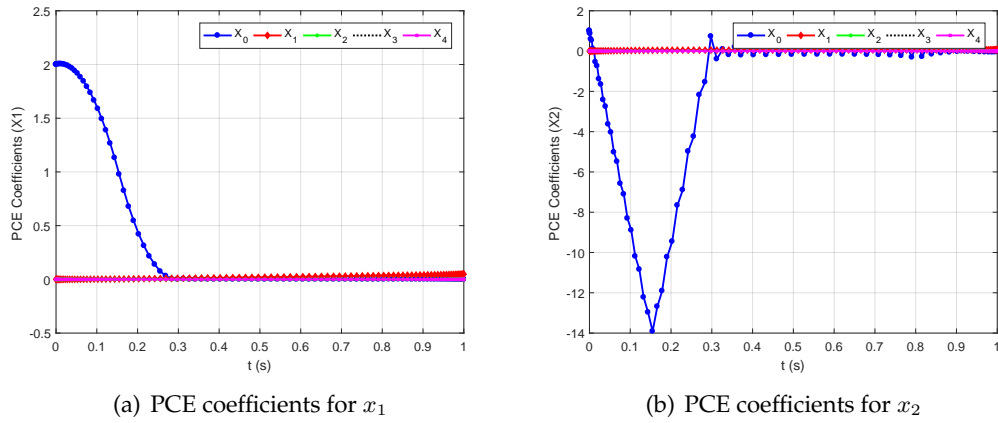 X₀ X₁ X₂ X₃ X₄
PCE Coefficients (X1)
2.5
2
1.5
1
0.5
0
-0.5
0 0.1 0.2 0.3 0.4 0.5 0.6 0.7 0.8 0.9 1
t (s)
(a) PCE coefficients for x₁
X₀ X₁ X₂ X₃ X₄
PCE Coefficients (X2)
2
0
-2
-4
-6
-8
-10
-12
-14
0 0.1 0.2 0.3 0.4 0.5 0.6 0.7 0.8 0.9 1
t (s)
(b) PCE coefficients for x₂